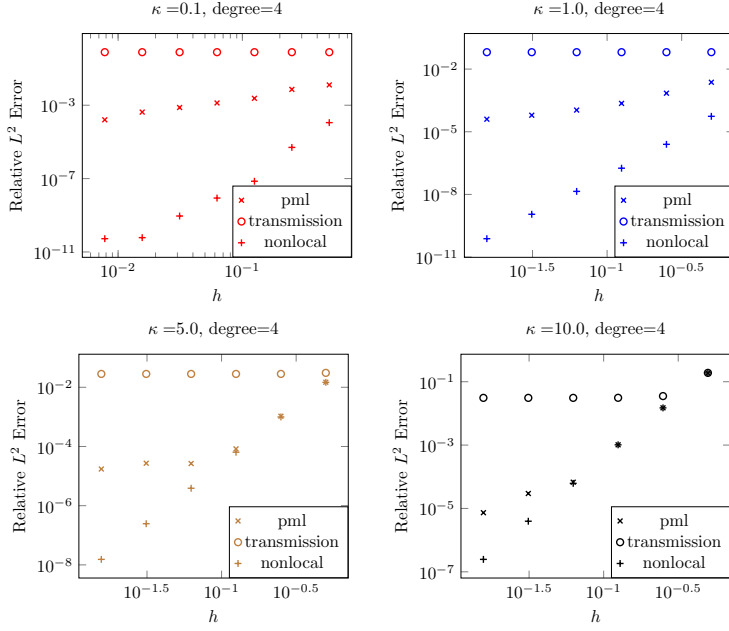 κ =0.1, degree=4
Relative L² Error
10⁻³
10⁻⁷
10⁻¹¹
10⁻²
10⁻¹
h
pml
transmission
nonlocal
κ =1.0, degree=4
Relative L² Error
10⁻²
10⁻⁵
10⁻⁸
10⁻¹¹
10⁻¹·⁵
10⁻¹
10⁻⁰·⁵
h
pml
transmission
nonlocal
κ =5.0, degree=4
Relative L² Error
10⁻²
10⁻⁴
10⁻⁶
10⁻⁸
10⁻¹·⁵
10⁻¹
10⁻⁰·⁵
h
pml
transmission
nonlocal
κ =10.0, degree=4
Relative L² Error
10⁻¹
10⁻³
10⁻⁵
10⁻⁷
10⁻¹·⁵
10⁻¹
10⁻⁰·⁵
h
pml
transmission
nonlocal